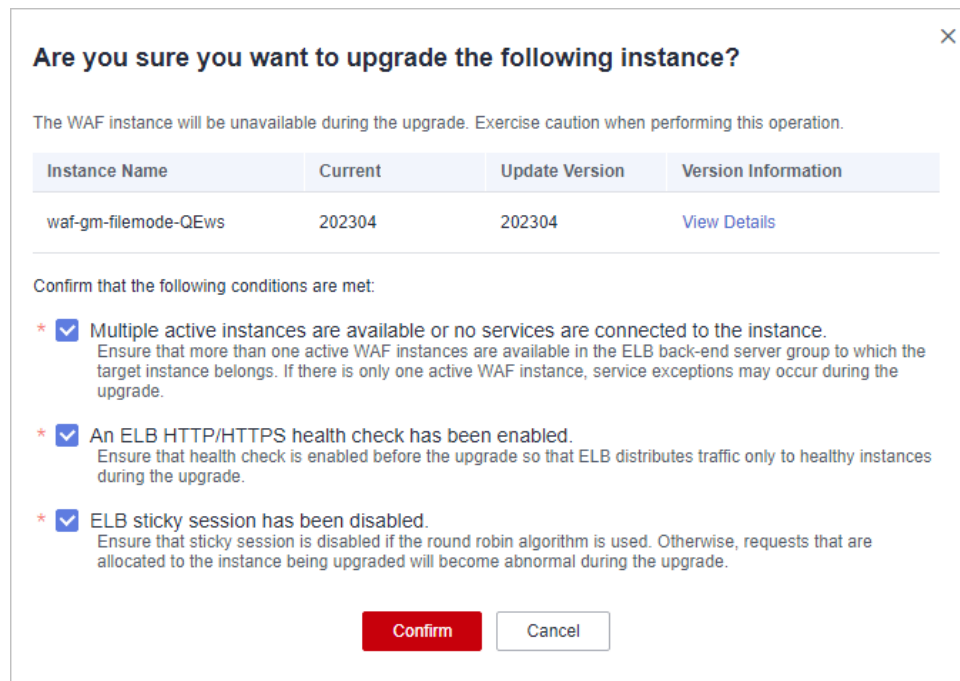 Are you sure you want to upgrade the following instance?
The WAF instance will be unavailable during the upgrade. Exercise caution when performing this operation.
Instance Name Current Update Version Version Information
waf-gm-filemode-QEws 202304 202304 View Details
Confirm that the following conditions are met:
* Multiple active instances are available or no services are connected to the instance.
Ensure that more than one active WAF instances are available in the ELB back-end server group to which the
target instance belongs. If there is only one active WAF instance, service exceptions may occur during the
upgrade.
* An ELB HTTP/HTTPS health check has been enabled.
Ensure that health check is enabled before the upgrade so that ELB distributes traffic only to healthy instances
during the upgrade.
* ELB sticky session has been disabled.
Ensure that sticky session is disabled if the round robin algorithm is used. Otherwise, requests that are
allocated to the instance being upgraded will become abnormal during the upgrade.
Confirm Cancel